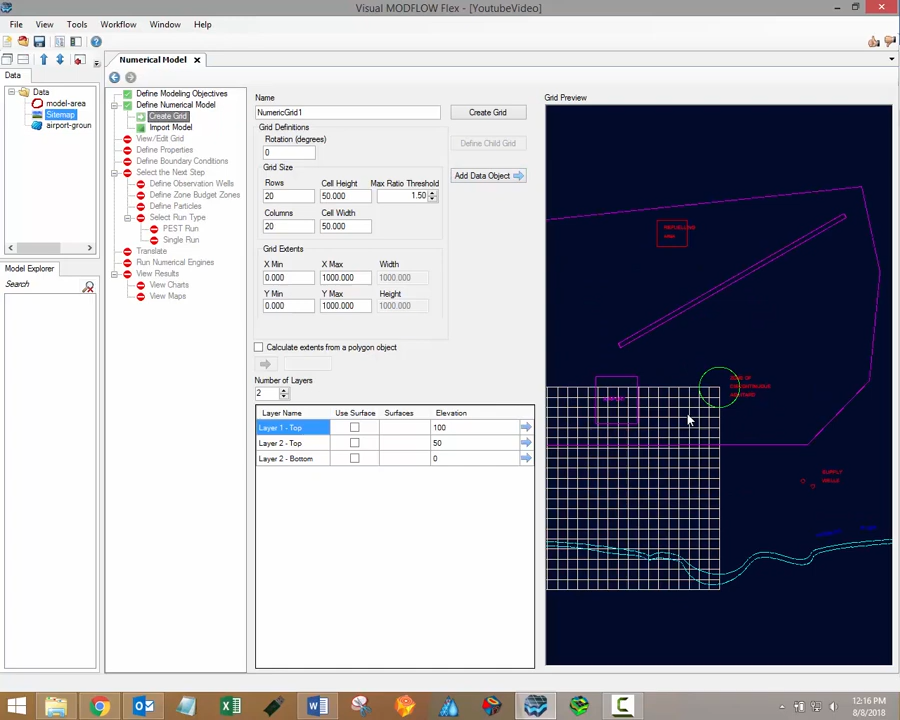 Visual MODFLOW Flex - [YoutubeVideo]
File View Tools Workflow Window Help
Data
Data
model-area
Sitemap
airport-groun
Model Explorer
Search
Numerical Model
Define Modeling Objectives
Define Numerical Model
Create Grid
Import Model
View/Edit Grid
Define Properties
Define Boundary Conditions
Select the Next Step
Define Observation Wells
Define Zone Budget Zones
Define Particles
Select Run Type
PEST Run
Single Run
Translate
Run Numerical Engines
View Results
View Charts
View Maps
Name
NumericGrid1
Create Grid
Grid Definitions
Rotation (degrees)
0
Define Child Grid
Grid Size
Add Data Object
Rows Cell Height Max Ratio Threshold
20 50.000 1.50
Columns Cell Width
20 50.000
Grid Extents
X Min X Max Width
0.000 1000.000 1000.000
Y Min Y Max Height
0.000 1000.000 1000.000
Calculate extents from a polygon object
Number of Layers
2
Layer Name Use Surface Surfaces Elevation
Layer 1 - Top 100
Layer 2 - Top 50
Layer 2 - Bottom 0
Grid Preview
REFUELLING
AREA
ZONE OF
DISCONTINUOUS
AQUITARD
SUPPLY
WELLS
12:16 PM
8/8/2018